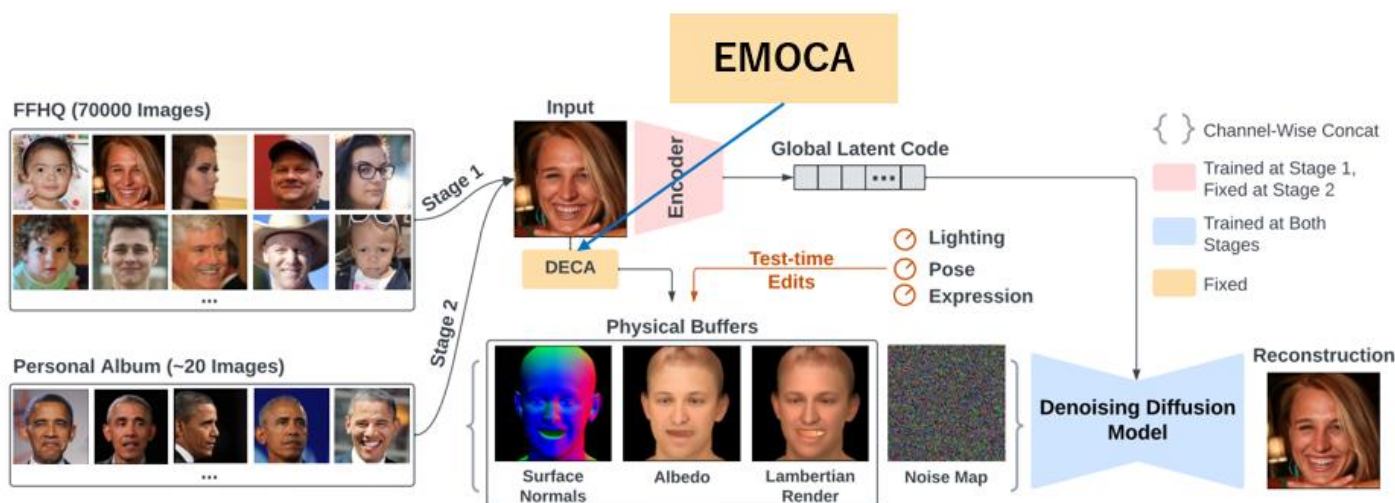 EMOCA
FFHQ (70000 Images)
...
Stage 1
Stage 2
Personal Album (~20 Images)
...
Input
Encoder
DECA
Global Latent Code
...
Test-time
Edits
Lighting
Pose
Expression
Physical Buffers
Surface
Normals
Albedo
Lambertian
Render
Noise Map
{ } Channel-Wise Concat
Trained at Stage 1,
Fixed at Stage 2
Trained at Both
Stages
Fixed
Denoising Diffusion
Model
Reconstruction